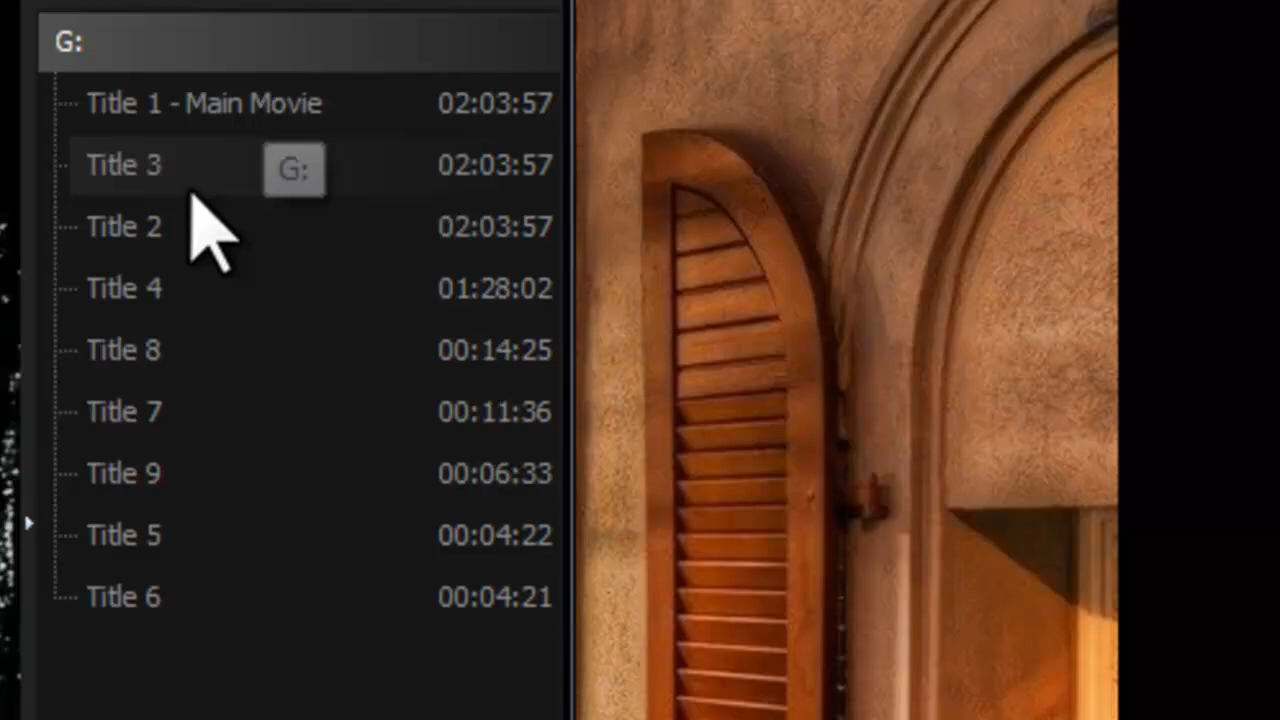 G:
Title 1 - Main Movie 02:03:57
Title 3 G: 02:03:57
Title 2 02:03:57
Title 4 01:28:02
Title 8 00:14:25
Title 7 00:11:36
Title 9 00:06:33
Title 5 00:04:22
Title 6 00:04:21